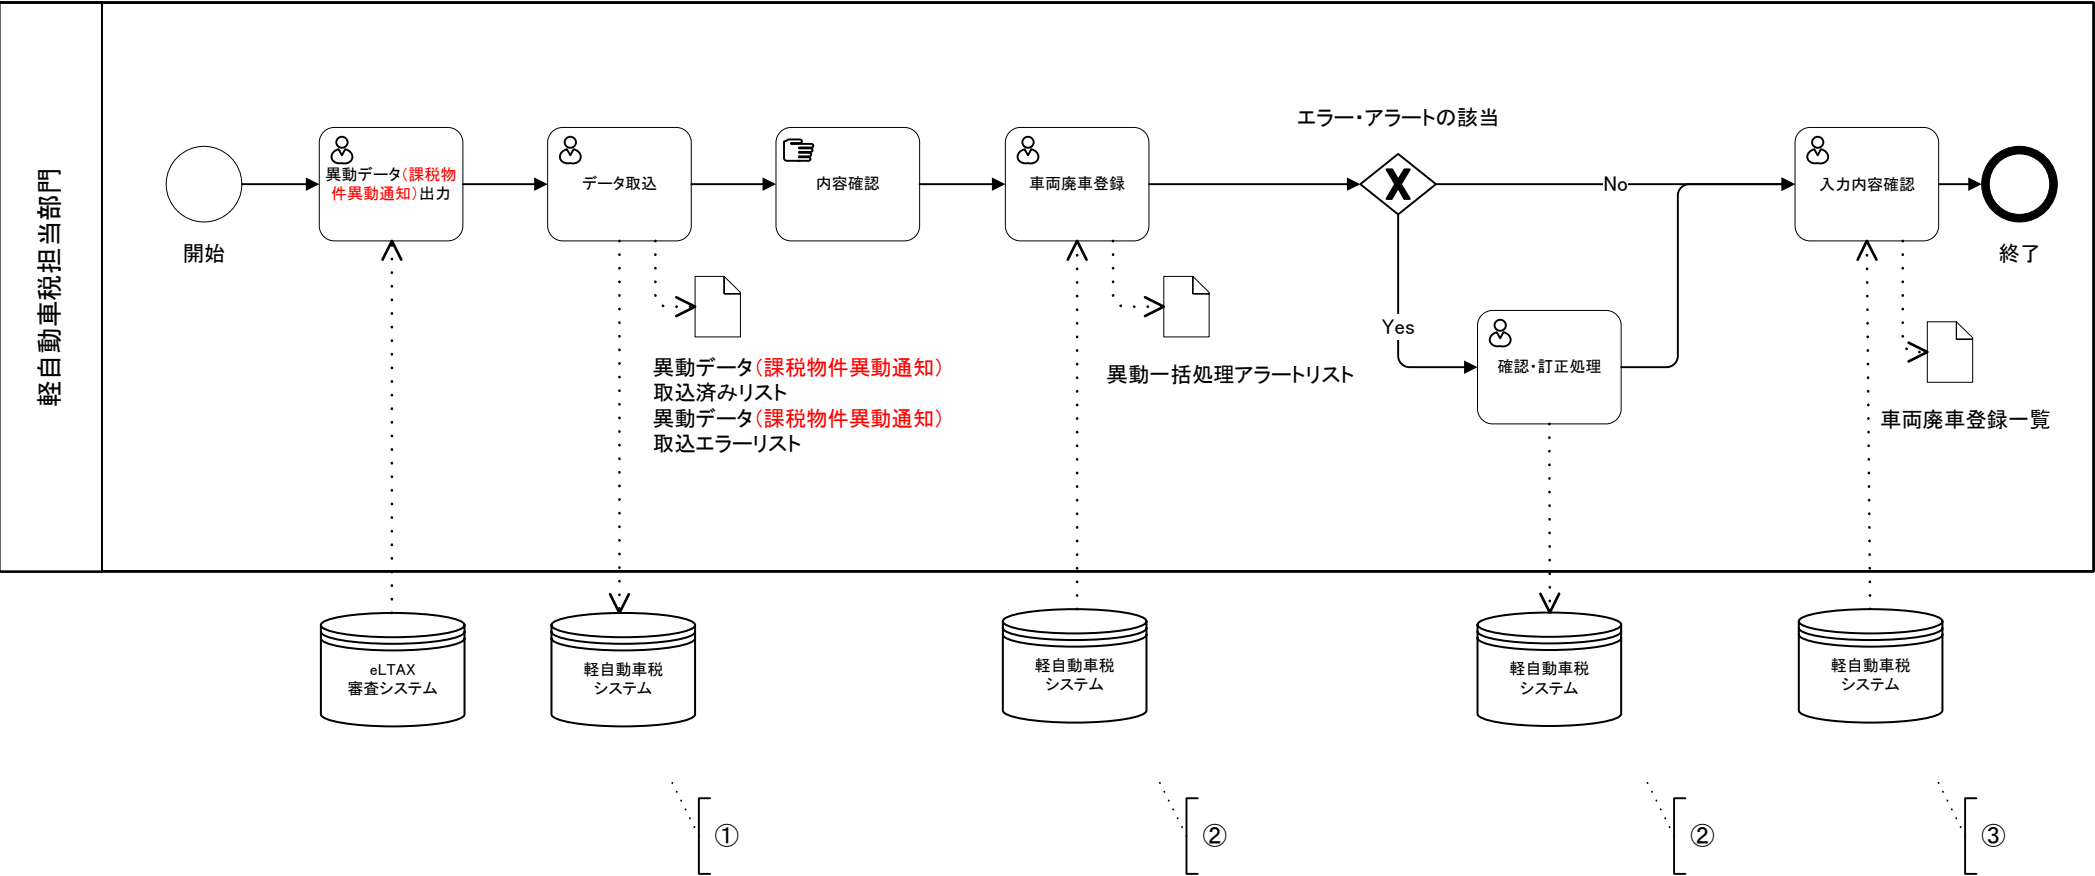 軽自動車税担当部門
開始
異動データ(課税物
件異動通知)出力
データ取込
内容確認
車両廃車登録
エラー・アラートの該当
X
No
Yes
確認・訂正処理
入力内容確認
終了
異動データ(課税物件異動通知)
取込済みリスト
異動データ(課税物件異動通知)
取込エラーリスト
異動一括処理アラートリスト
車両廃車登録一覧
eLTAX
審査システム
軽自動車税
システム
軽自動車税
システム
軽自動車税
システム
軽自動車税
システム
①
②
②
③